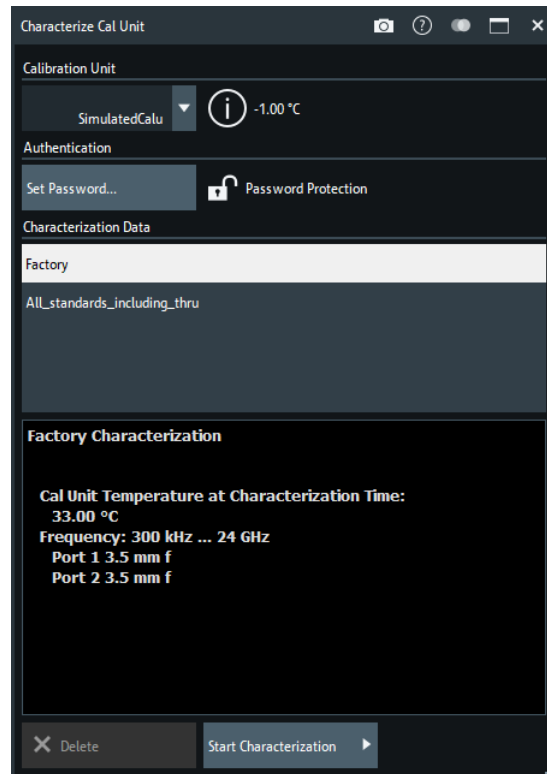 Characterize Cal Unit
Calibration Unit
SimulatedCalu
-1.00 °C
Authentication
Set Password...
Password Protection
Characterization Data
Factory
All_standards_including_thru
Factory Characterization
Cal Unit Temperature at Characterization Time:
33.00 °C
Frequency: 300 kHz ... 24 GHz
Port 1 3.5 mm f
Port 2 3.5 mm f
Delete
Start Characterization